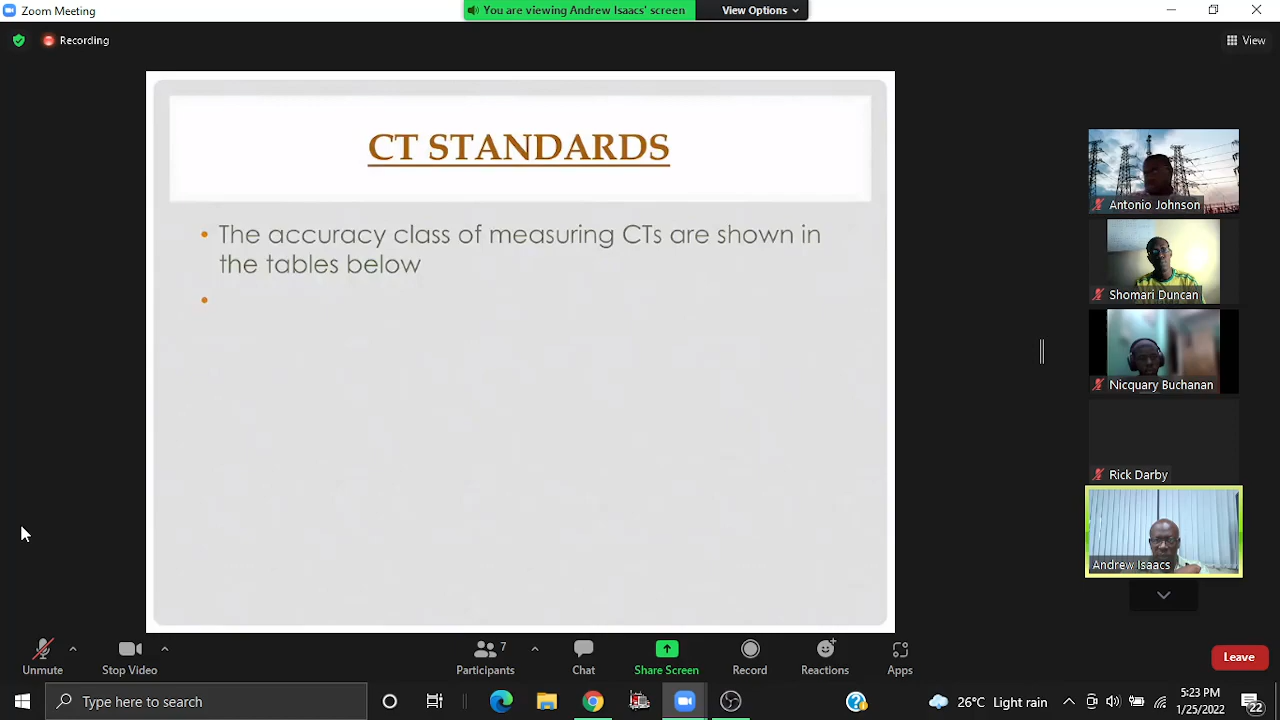 Zoom Meeting
You are viewing Andrew Isaacs' screen
View Options
Recording
View
CT STANDARDS
• The accuracy class of measuring CTs are shown in
the tables below
•
Antonio Johnson
Shomari Duncan
Nicquary Buchanan
Rick Darby
Andrew Isaacs
Unmute
Stop Video
Participants
7
Chat
Share Screen
Record
Reactions
Apps
Leave
Type here to search
26°C Light rain
5:23 PM
1/25/2022
22